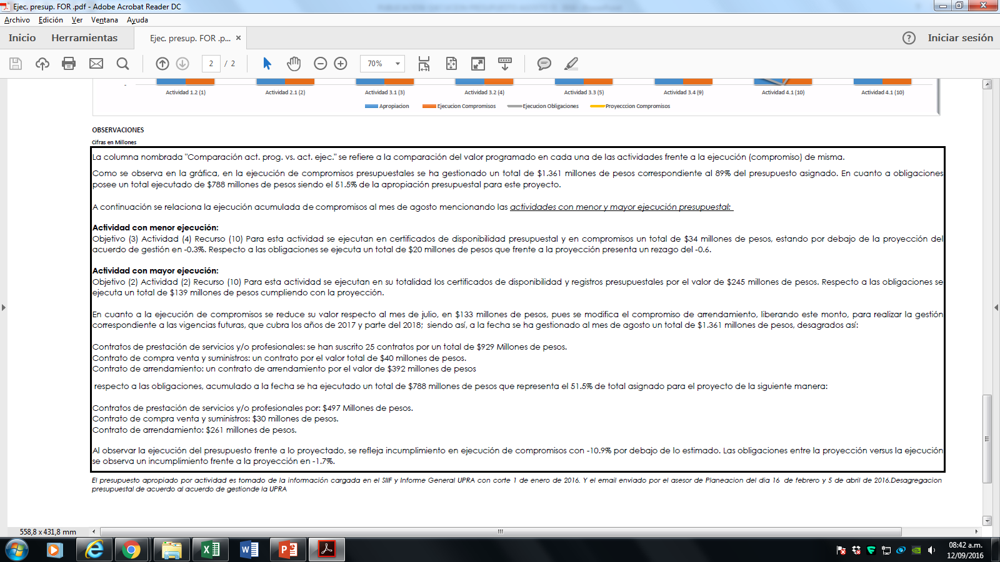 Ejec. presup. FOR .pdf - Adobe Acrobat Reader DC
Archivo Edición Ver Ventana Ayuda
Inicio Herramientas Ejec. presup. FOR .p... × Iniciar sesión
2 / 2 70%
Actividad 1.2 (1) Actividad 2.1 (2) Actividad 3.1 (3) Actividad 3.2 (4) Actividad 3.3 (5) Actividad 3.4 (9) Actividad 4.1 (10) Actividad 4.1 (10)
Apropiacion Ejecucion Compromisos Ejecucion Obligaciones Proyecccion Compromisos
OBSERVACIONES
Cifras en Millones
La columna nombrada "Comparación act. prog. vs. act. ejec." se refiere a la comparación del valor programado en cada una de las actividades frente a la ejecución (compromiso) de misma.
Como se observa en la gráfica, en la ejecución de compromisos presupuestales se ha gestionado un total de $1.361 millones de pesos correspondiente al 89% del presupuesto asignado. En cuanto a obligaciones
posee un total ejecutado de $788 millones de pesos siendo el 51.5% de la apropiación presupuestal para este proyecto.
A continuación se relaciona la ejecución acumulada de compromisos al mes de agosto mencionando las actividades con menor y mayor ejecución presupuestal:
Actividad con menor ejecución:
Objetivo (3) Actividad (4) Recurso (10) Para esta actividad se ejecutan en certificados de disponibilidad presupuestal y en compromisos un total de $34 millones de pesos, estando por debajo de la proyección del
acuerdo de gestión en -0.3%. Respecto a las obligaciones se ejecuta un total de $20 millones de pesos que frente a la proyección presenta un rezago del -0.6.
Actividad con mayor ejecución:
Objetivo (2) Actividad (2) Recurso (10) Para esta actividad se ejecutan en su totalidad los certificados de disponibilidad y registros presupuestales por el valor de $245 millones de pesos. Respecto a las obligaciones se
ejecuta un total de $139 millones de pesos cumpliendo con la proyección.
En cuanto a la ejecución de compromisos se reduce su valor respecto al mes de julio, en $133 millones de pesos, pues se modifica el compromiso de arrendamiento, liberando este monto, para realizar la gestión
correspondiente a las vigencias futuras, que cubra los años de 2017 y parte del 2018; siendo así, a la fecha se ha gestionado al mes de agosto un total de $1.361 millones de pesos, desagrados así:
Contratos de prestación de servicios y/o profesionales: se han suscrito 25 contratos por un total de $929 Millones de pesos.
Contrato de compra venta y suministros: un contrato por el valor total de $40 millones de pesos.
Contrato de arrendamiento: un contrato de arrendamiento por el valor de $392 millones de pesos
respecto a las obligaciones, acumulado a la fecha se ha ejecutado un total de $788 millones de pesos que representa el 51.5% de total asignado para el proyecto de la siguiente manera:
Contratos de prestación de servicios y/o profesionales por: $497 Millones de pesos.
Contrato de compra venta y suministros: $30 millones de pesos.
Contrato de arrendamiento: $261 millones de pesos.
Al observar la ejecución del presupuesto frente a lo proyectado, se refleja incumplimiento en ejecución de compromisos con -10.9% por debajo de lo estimado. Las obligaciones entre la proyección versus la ejecución
se observa un incumplimiento frente a la proyección en -1.7%.
El presupuesto apropiado por actividad es tomado de la información cargada en el SIIF y Informe General UPRA con corte 1 de enero de 2016. Y el email enviado por el asesor de Planeacion del dia 16 de febrero y 5 de abril de 2016.Desagregacion
presupuestal de acuerdo al acuerdo de gestionde la UPRA
558,8 x 431,8 mm
08:42 a.m.
12/09/2016